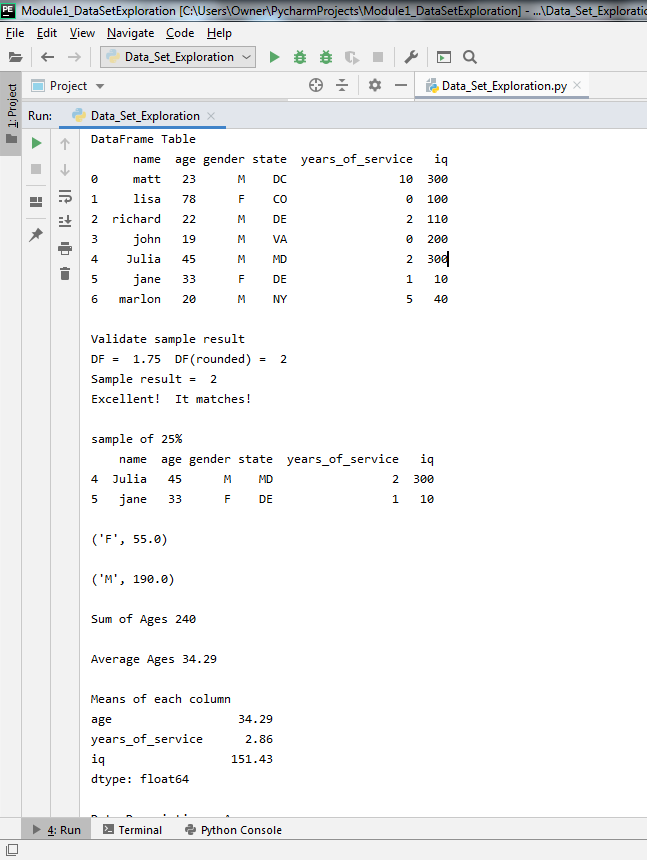 Module1_DataSetExploration [C:\Users\Owner\PycharmProjects\Module1_DataSetExploration] - ...\Data_Set_Exploratio
File Edit View Navigate Code Help
Data_Set_Exploration
Project
Data_Set_Exploration.py
1: Project
Run: Data_Set_Exploration
DataFrame Table
name age gender state years_of_service iq
0 matt 23 M DC 10 300
1 lisa 78 F CO 0 100
2 richard 22 M DE 2 110
3 john 19 M VA 0 200
4 Julia 45 M MD 2 300
5 jane 33 F DE 1 10
6 marlon 20 M NY 5 40
Validate sample result
DF = 1.75 DF(rounded) = 2
Sample result = 2
Excellent! It matches!
sample of 25%
name age gender state years_of_service iq
4 Julia 45 M MD 2 300
5 jane 33 F DE 1 10
('F', 55.0)
('M', 190.0)
Sum of Ages 240
Average Ages 34.29
Means of each column
age 34.29
years_of_service 2.86
iq 151.43
dtype: float64
4: Run Terminal Python Console